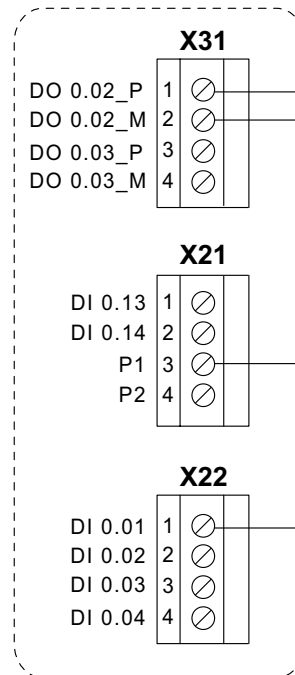 X31
DO 0.02_P 1
DO 0.02_M 2
DO 0.03_P 3
DO 0.03_M 4
X21
DI 0.13 1
DI 0.14 2
P1 3
P2 4
X22
DI 0.01 1
DI 0.02 2
DI 0.03 3
DI 0.04 4